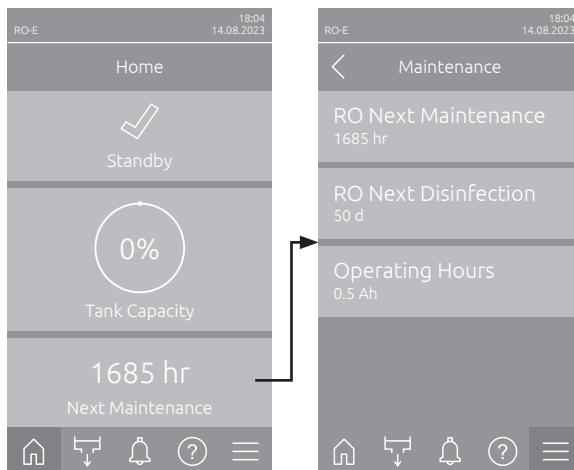 18:04
RO-E 14.08.2023
Home
Standby
0%
Tank Capacity
1685 hr
Next Maintenance
?
18:04
RO-E 14.08.2023
Maintenance
RO Next Maintenance
1685 hr
RO Next Disinfection
50 d
Operating Hours
0.5 Ah
?